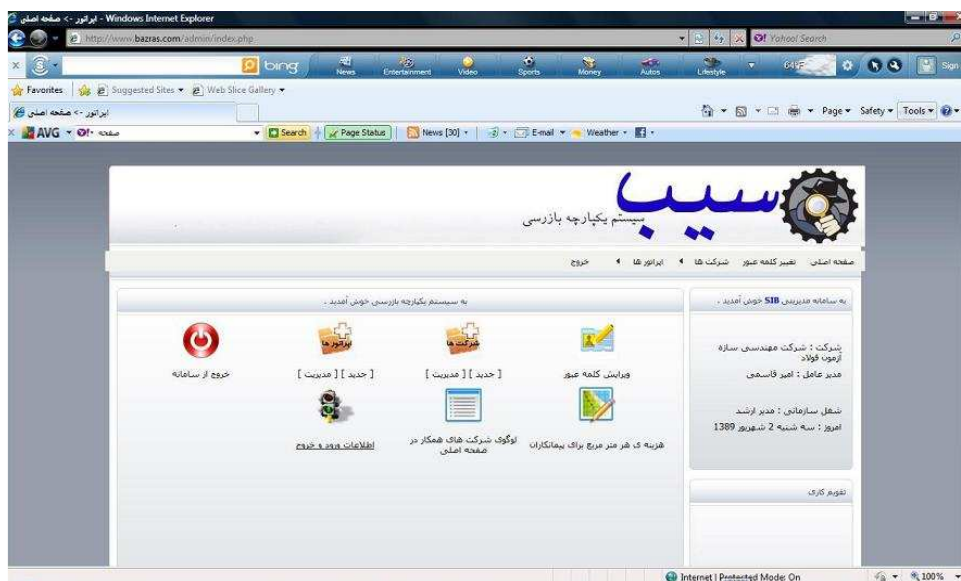 ایراتور -> صفحه اصلی - Windows Internet Explorer
http://www.bazras.com/admin/index.php
Yahoo! Search
bing
News
Entertainment
Video
Sports
Money
Autos
Lifestyle
64°F
Sign
Favorites
Suggested Sites
Web Slice Gallery
ایراتور -> صفحه اصلی
Page
Safety
Tools
AVG
صفحه
Search
Page Status
News [30]
E-mail
Weather
سیب
سیستم یکپارچه بازرسی
صفحه اصلی تغییر کلمه عبور شرکت ها ایراتور ها خروج
به سامانه مدیریتی SIB خوش آمدید .
شرکت : شرکت مهندسی سازه
آزمون فولاد
مدیر عامل : امیر قاسمی
شغل سازمانی : مدیر ارشد
امروز : سه شنبه 2 شهریور 1389
تقویم کاری
به سیستم یکپارچه بازرسی خوش آمدید .
ویرایش کلمه عبور
شرکت ها
[ جدید ] [ مدیریت ]
اپراتور ها
[ جدید ] [ مدیریت ]
خروج از سامانه
هزینه ی هر متر مربع برای پیمانکاران
لوگوی شرکت های همکار در
صفحه اصلی
اطلاعات ورود و خروج
Internet | Protected Mode: On
100%